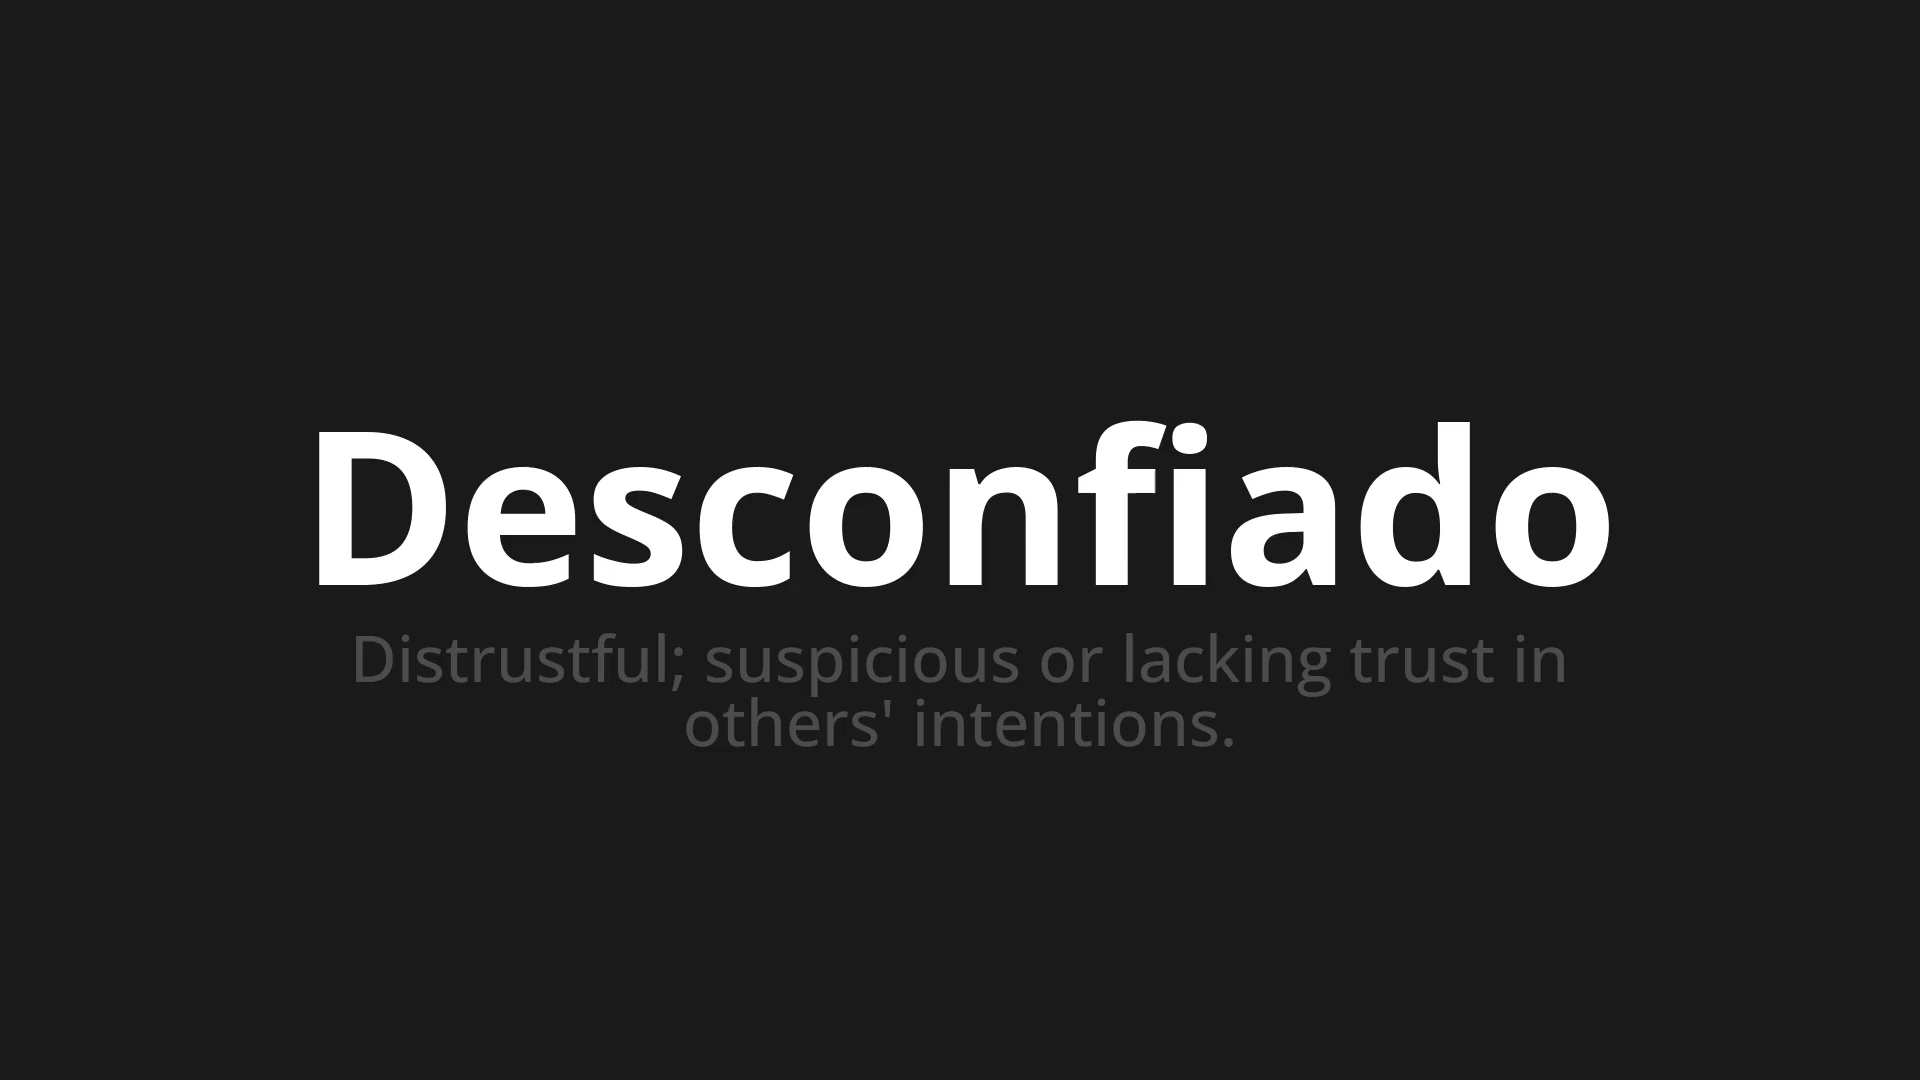 Desconfiado
Distrustful; suspicious or lacking trust in
others' intentions.